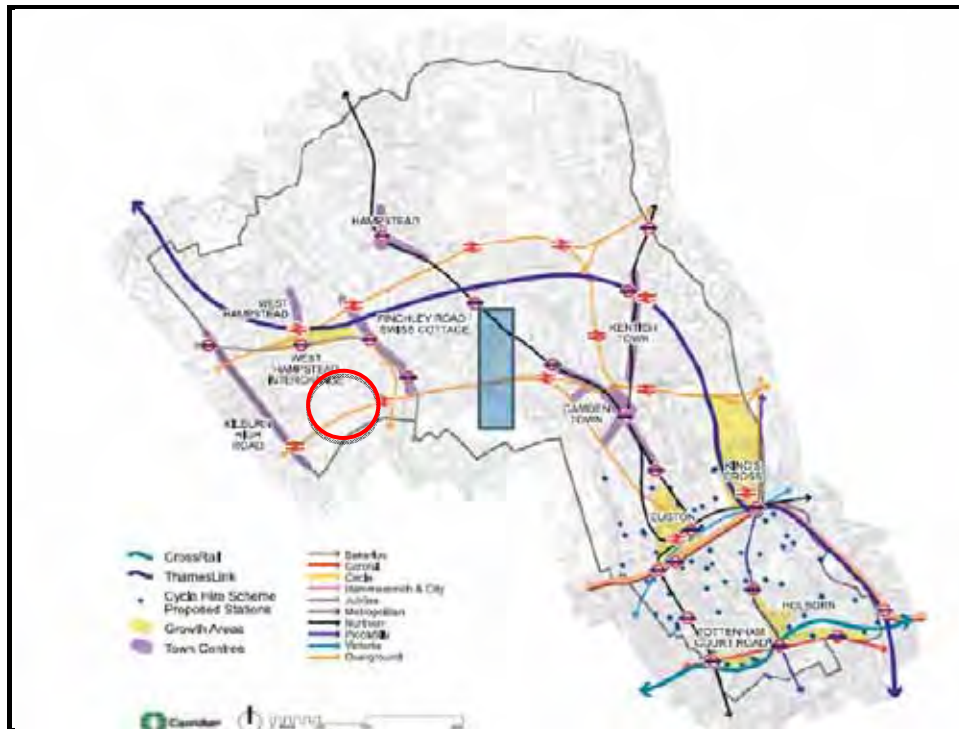 HAMPSTEAD
WEST
HAMPSTEAD
FINCHLEY ROAD
SWISS COTTAGE
WEST
HAMPSTEAD
INTERCHANGE
KENTISH
TOWN
KILBURN
HIGH
ROAD
CAMDEN
TOWN
KING'S
CROSS
EUSTON
HOLBORN
TOTTENHAM
COURT ROAD
CrossRail
ThamesLink
Cycle Hire Scheme
Proposed Stations
Growth Areas
Town Centres
Bakerloo
Central
Circle
Hammersmith & City
Jubilee
Metropolitan
Northern
Piccadilly
Victoria
Overground
Camden